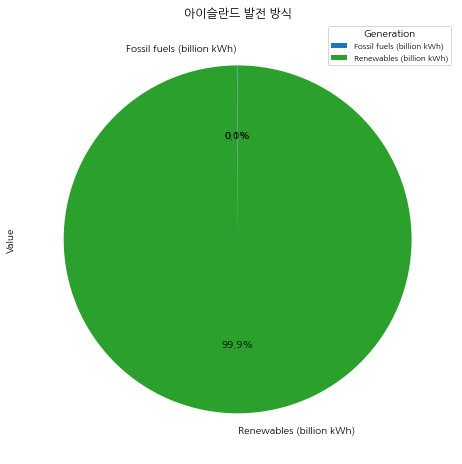 아이슬란드 발전 방식
Generation
Fossil fuels (billion kWh)
Renewables (billion kWh)
Fossil fuels (billion kWh)
Value
99.9%
Renewables (billion kWh)